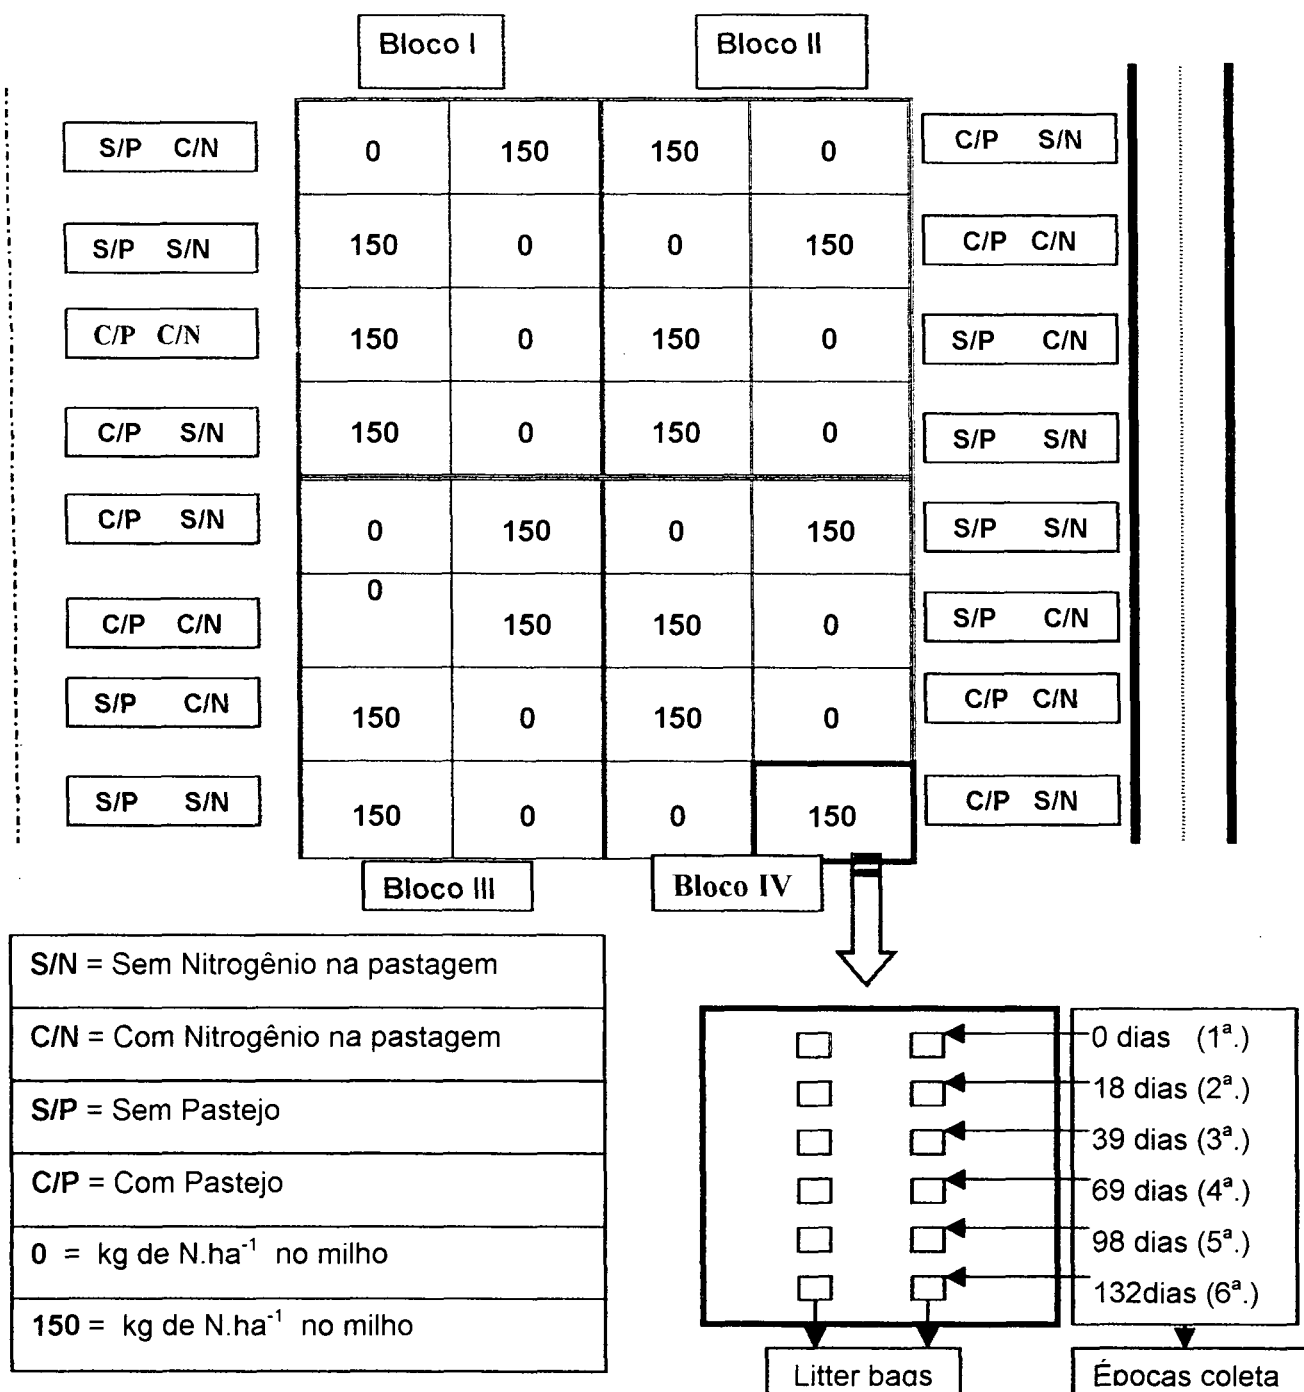 Bloco I Bloco II
S/P C/N 0 150 150 0 C/P S/N
S/P S/N 150 0 0 150 C/P C/N
C/P C/N 150 0 150 0 S/P C/N
C/P S/N 150 0 150 0 S/P S/N
C/P S/N 0 150 0 150 S/P S/N
C/P C/N 0 150 150 0 S/P C/N
S/P C/N 150 0 150 0 C/P C/N
S/P S/N 150 0 0 150 C/P S/N
Bloco III Bloco IV
S/N = Sem Nitrogênio na pastagem
C/N = Com Nitrogênio na pastagem
S/P = Sem Pastejo
C/P = Com Pastejo
0 = kg de N.ha⁻¹ no milho
150 = kg de N.ha⁻¹ no milho
0 dias (1ª.)
18 dias (2ª.)
39 dias (3ª.)
69 dias (4ª.)
98 dias (5ª.)
132dias (6ª.)
Litter bags Épocas coleta